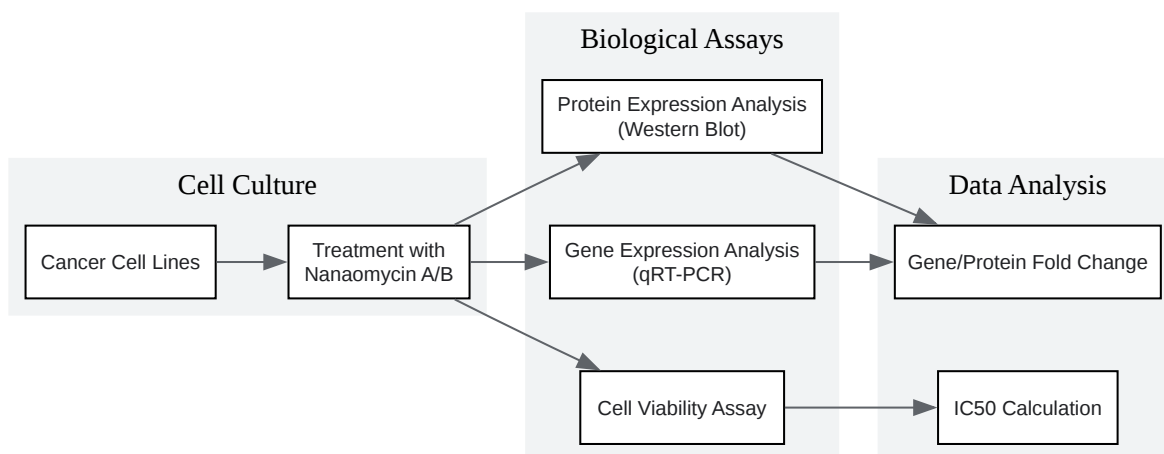 Cell Culture
Cancer Cell Lines
Treatment with
Nanaomycin A/B
Biological Assays
Protein Expression Analysis
(Western Blot)
Gene Expression Analysis
(qRT-PCR)
Cell Viability Assay
Data Analysis
Gene/Protein Fold Change
IC50 Calculation